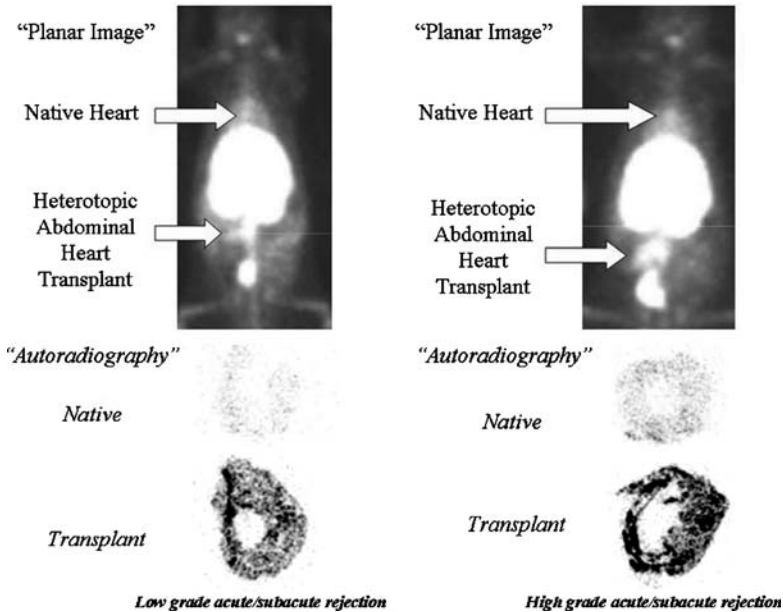 “Planar Image”
Native Heart
Heterotopic
Abdominal
Heart
Transplant
“Autoradiography”
Native
Transplant
Low grade acute/subacute rejection
“Planar Image”
Native Heart
Heterotopic
Abdominal
Heart
Transplant
“Autoradiography”
Native
Transplant
High grade acute/subacute rejection